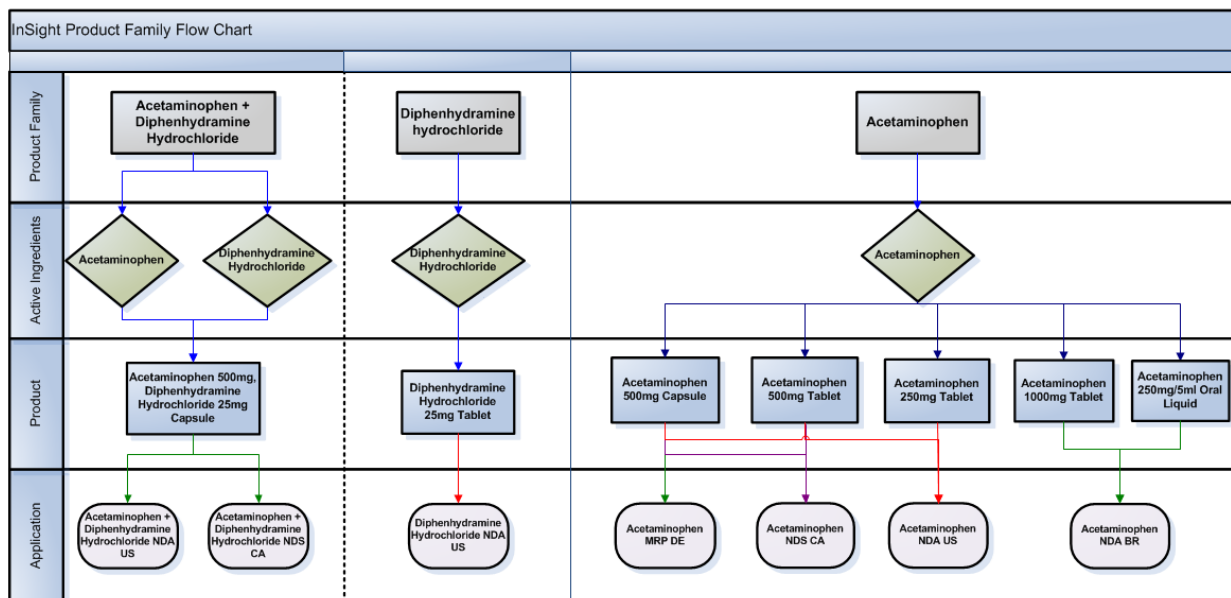 InSight Product Family Flow Chart
Product Family
Acetaminophen +
Diphenhydramine
Hydrochloride
Diphenhydramine
hydrochloride
Acetaminophen
Active Ingredients
Acetaminophen
Diphenhydramine
Hydrochloride
Diphenhydramine
Hydrochloride
Acetaminophen
Product
Acetaminophen 500mg,
Diphenhydramine
Hydrochloride 25mg
Capsule
Diphenhydramine
Hydrochloride
25mg Tablet
Acetaminophen
500mg Capsule
Acetaminophen
500mg Tablet
Acetaminophen
250mg Tablet
Acetaminophen
1000mg Tablet
Acetaminophen
250mg/5ml Oral
Liquid
Application
Acetaminophen +
Diphenhydramine
Hydrochloride NDA
US
Acetaminophen +
Diphenhydramine
Hydrochloride NDS
CA
Diphenhydramine
Hydrochloride NDA
US
Acetaminophen
MRP DE
Acetaminophen
NDS CA
Acetaminophen
NDA US
Acetaminophen
NDA BR